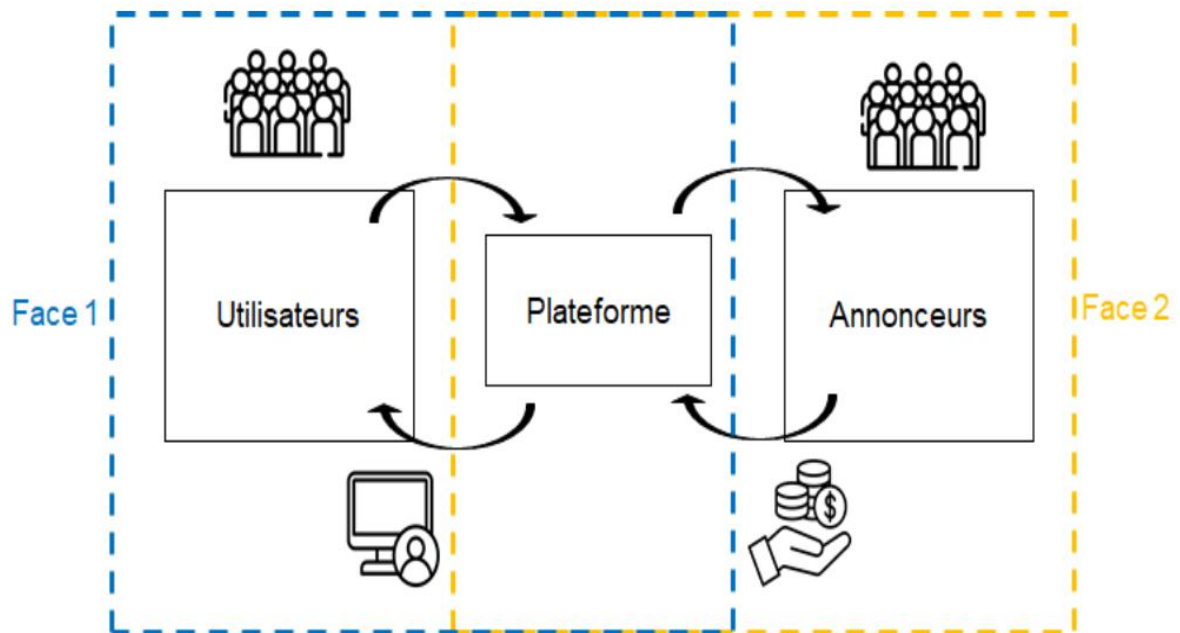 Face 1
Utilisateurs
Plateforme
Annonceurs
Face 2
$